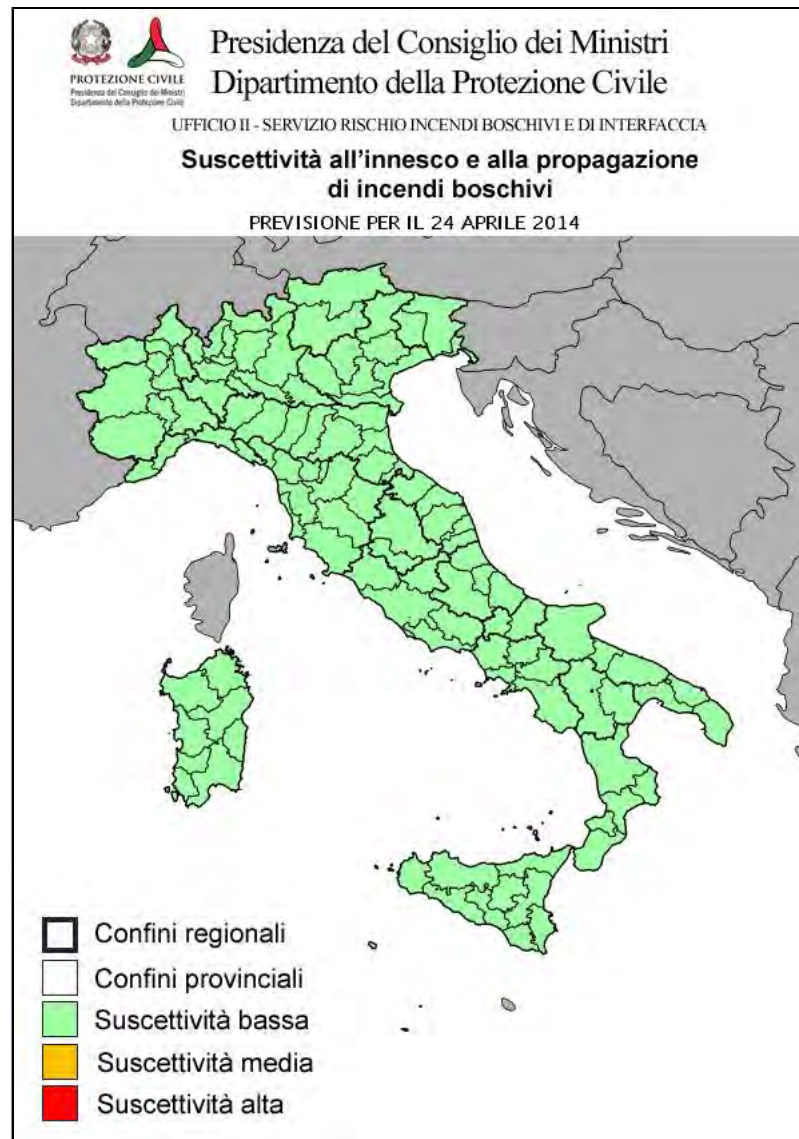 Presidenza del Consiglio dei Ministri
Dipartimento della Protezione Civile
PROTEZIONE CIVILE
Presidenza del Consiglio dei Ministri
Dipartimento della Protezione Civile
UFFICIO II - SERVIZIO RISCHIO INCENDI BOSCHIVI E DI INTERFACCIA
Suscettività all'innesco e alla propagazione
di incendi boschivi
PREVISIONE PER IL 24 APRILE 2014
Confini regionali
Confini provinciali
Suscettività bassa
Suscettività media
Suscettività alta